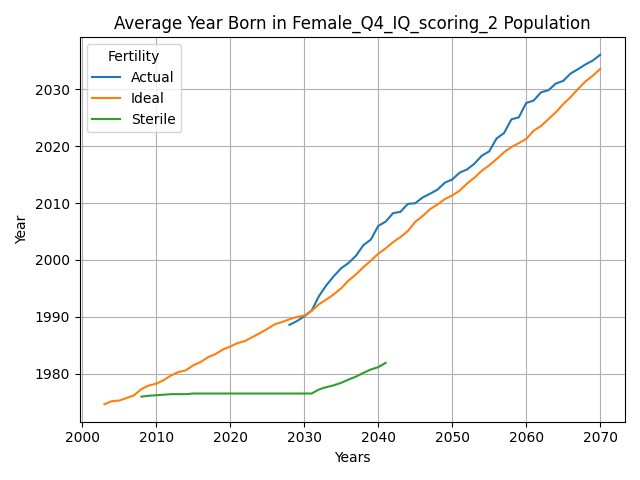 Average Year Born in Female_Q4_IQ_scoring_2 Population
Fertility
Actual
Ideal
Sterile
2030
2020
2010
2000
1990
1980
Year
2000
2010
2020
2030
2040
2050
2060
2070
Years